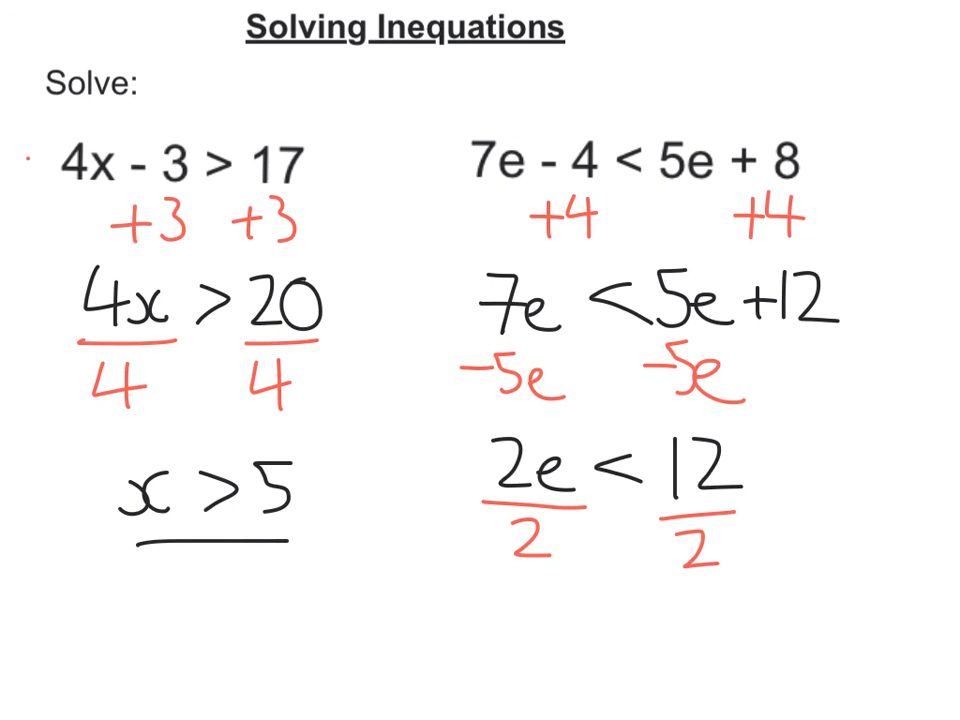 Solving Inequations
Solve:
4x - 3 > 17
+3 +3
4x > 20
4 4
x > 5
7e - 4 < 5e + 8
+4 +4
7e < 5e +12
-5e -5e
2e < 12
2 2